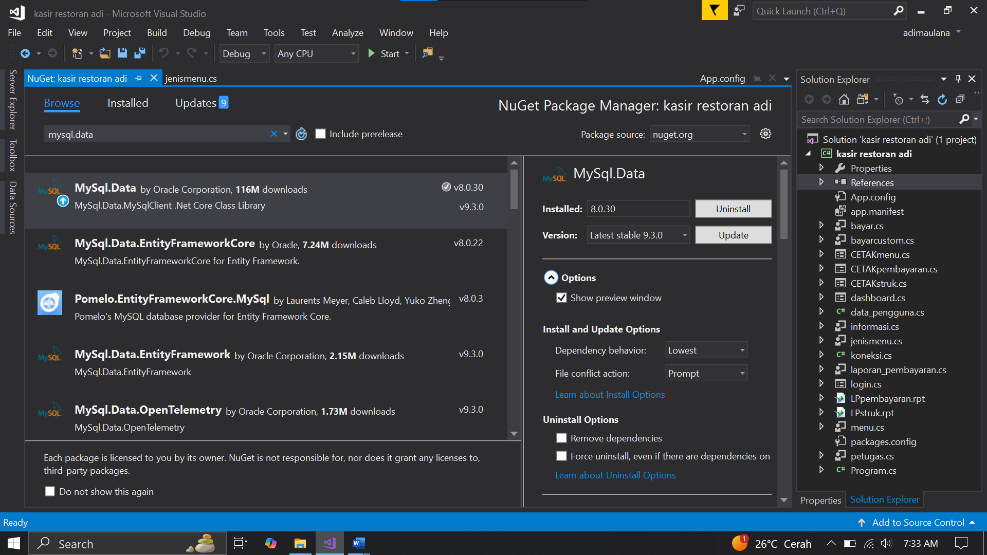 kasir restoran adi - Microsoft Visual Studio
Quick Launch (Ctrl+Q)
File Edit View Project Build Debug Team Tools Test Analyze Window Help
adimaulana
Debug Any CPU Start
Server Explorer
Toolbox
Data Sources
NuGet: kasir restoran adi
jenismenu.cs
App.config
Browse Installed Updates 9
NuGet Package Manager: kasir restoran adi
mysql.data
Include prerelease
Package source: nuget.org
MySql.Data by Oracle Corporation, 116M downloads
v8.0.30
MySql.Data.MySqlClient .Net Core Class Library
v9.3.0
MySql.Data.EntityFrameworkCore by Oracle, 7.24M downloads
v8.0.22
MySql.Data.EntityFrameworkCore for Entity Framework.
Pomelo.EntityFrameworkCore.MySql by Laurents Meyer, Caleb Lloyd, Yuko Zheng
v8.0.3
Pomelo's MySQL database provider for Entity Framework Core.
MySql.Data.EntityFramework by Oracle Corporation, 2.15M downloads
v9.3.0
MySql.Data.EntityFramework
MySql.Data.OpenTelemetry by Oracle Corporation, 1.73M downloads
v9.3.0
MySql.Data.OpenTelemetry
Each package is licensed to you by its owner. NuGet is not responsible for, nor does it grant any licenses to,
third-party packages.
Do not show this again
MySql.Data
Installed: 8.0.30 Uninstall
Version: Latest stable 9.3.0 Update
Options
Show preview window
Install and Update Options
Dependency behavior: Lowest
File conflict action: Prompt
Learn about Install Options
Uninstall Options
Remove dependencies
Force uninstall, even if there are dependencies on
Learn about Uninstall Options
Solution Explorer
Search Solution Explorer (Ctrl+;)
Solution 'kasir restoran adi' (1 project)
kasir restoran adi
Properties
References
App.config
app.manifest
bayar.cs
bayarcustom.cs
CETAKmenu.cs
CETAKpembayaran.cs
CETAKstruk.cs
dashboard.cs
data_pengguna.cs
informasi.cs
jenismenu.cs
koneksi.cs
laporan_pembayaran.cs
login.cs
LPpembayaran.rpt
LPstruk.rpt
menu.cs
packages.config
petugas.cs
Program.cs
Properties Solution Explorer
Ready
Add to Source Control
Search
26°C Cerah
7:33 AM